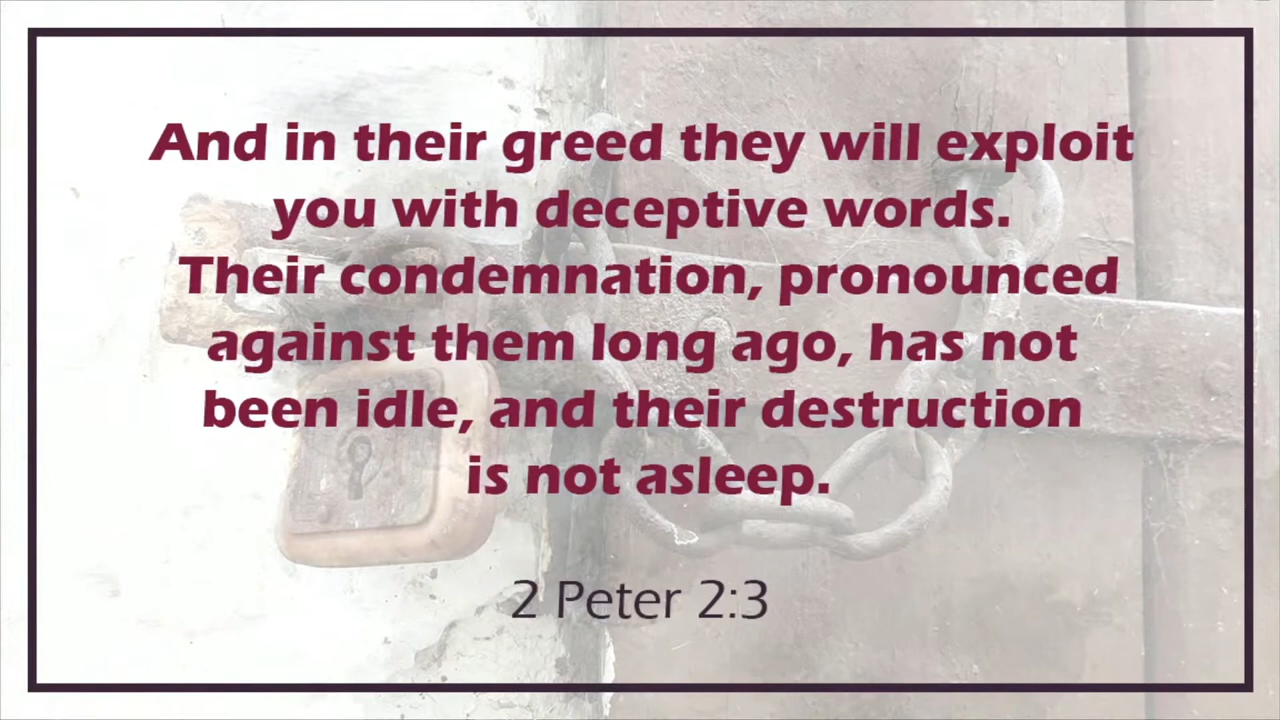 And in their greed they will exploit
you with deceptive words.
Their condemnation, pronounced
against them long ago, has not
been idle, and their destruction
is not asleep.
2 Peter 2:3